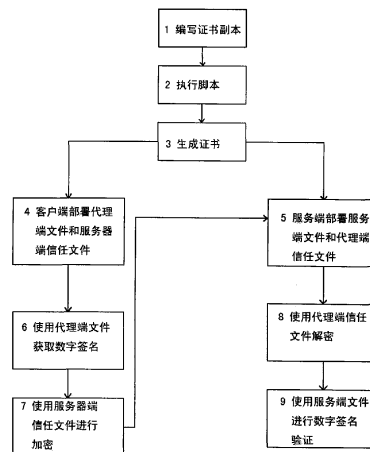 1 编写证书副本
2 执行脚本
3 生成证书
4 客户端部署代理
端文件和服务器
端信任文件
5 服务端部署服务
端文件和代理端
信任文件
6 使用代理端文件
获取数字签名
8 使用代理端信任
文件解密
7 使用服务器端
信任文件进行
加密
9 使用服务端文件
进行数字签名
验证